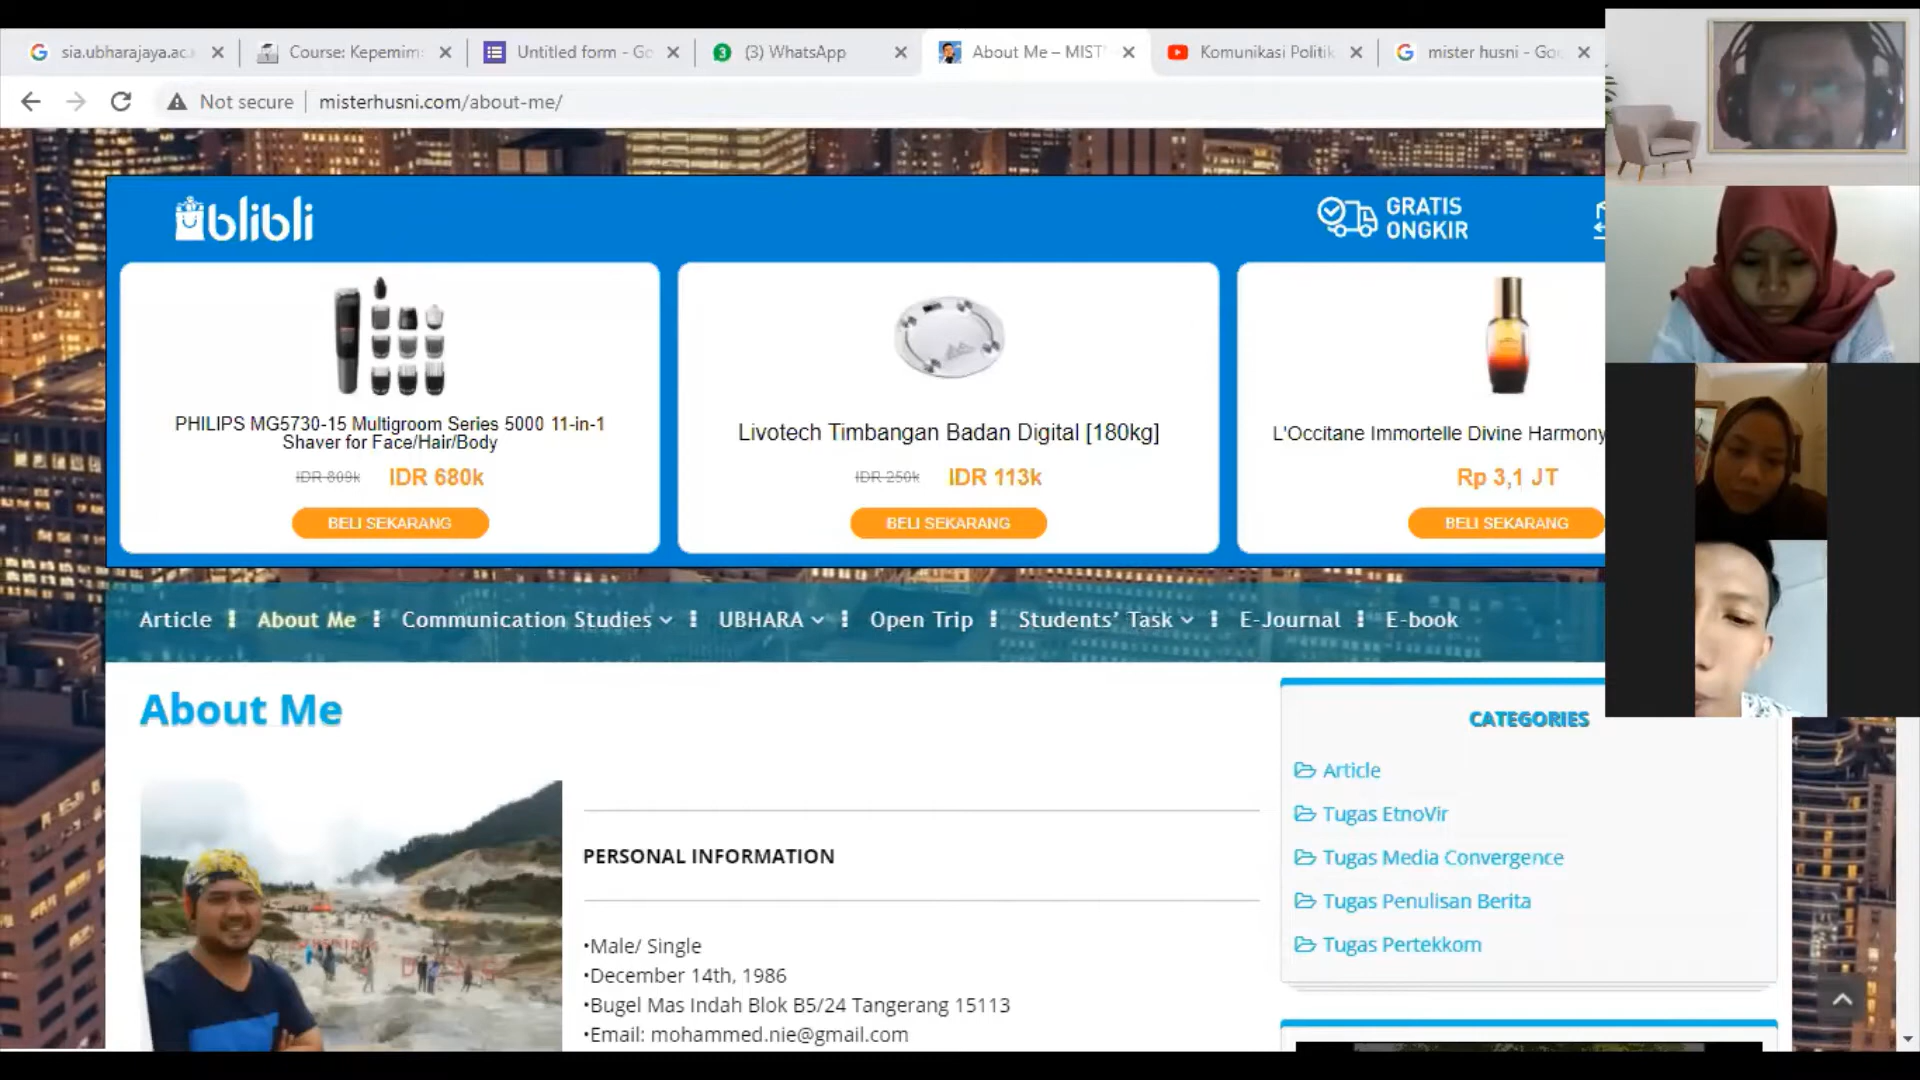 sia.ubharajaya.ac.
Course: Kepemim
Untitled form - Go
(3) WhatsApp
About Me – MIST
Komunikasi Politik
mister husni - Goo
Not secure
misterhusni.com/about-me/
blibli
GRATIS
ONGKIR
PHILIPS MG5730-15 Multigroom Series 5000 11-in-1
Shaver for Face/Hair/Body
IDR 809k IDR 680k
BELI SEKARANG
Livotech Timbangan Badan Digital [180kg]
IDR 250k IDR 113k
BELI SEKARANG
L'Occitane Immortelle Divine Harmony
Rp 3,1 JT
BELI SEKARANG
Article
About Me
Communication Studies
UBHARA
Open Trip
Students' Task
E-Journal
E-book
About Me
PERSONAL INFORMATION
•Male/ Single
•December 14th, 1986
•Bugel Mas Indah Blok B5/24 Tangerang 15113
•Email: mohammed.nie@gmail.com
CATEGORIES
Article
Tugas EtnoVir
Tugas Media Convergence
Tugas Penulisan Berita
Tugas Pertekkom